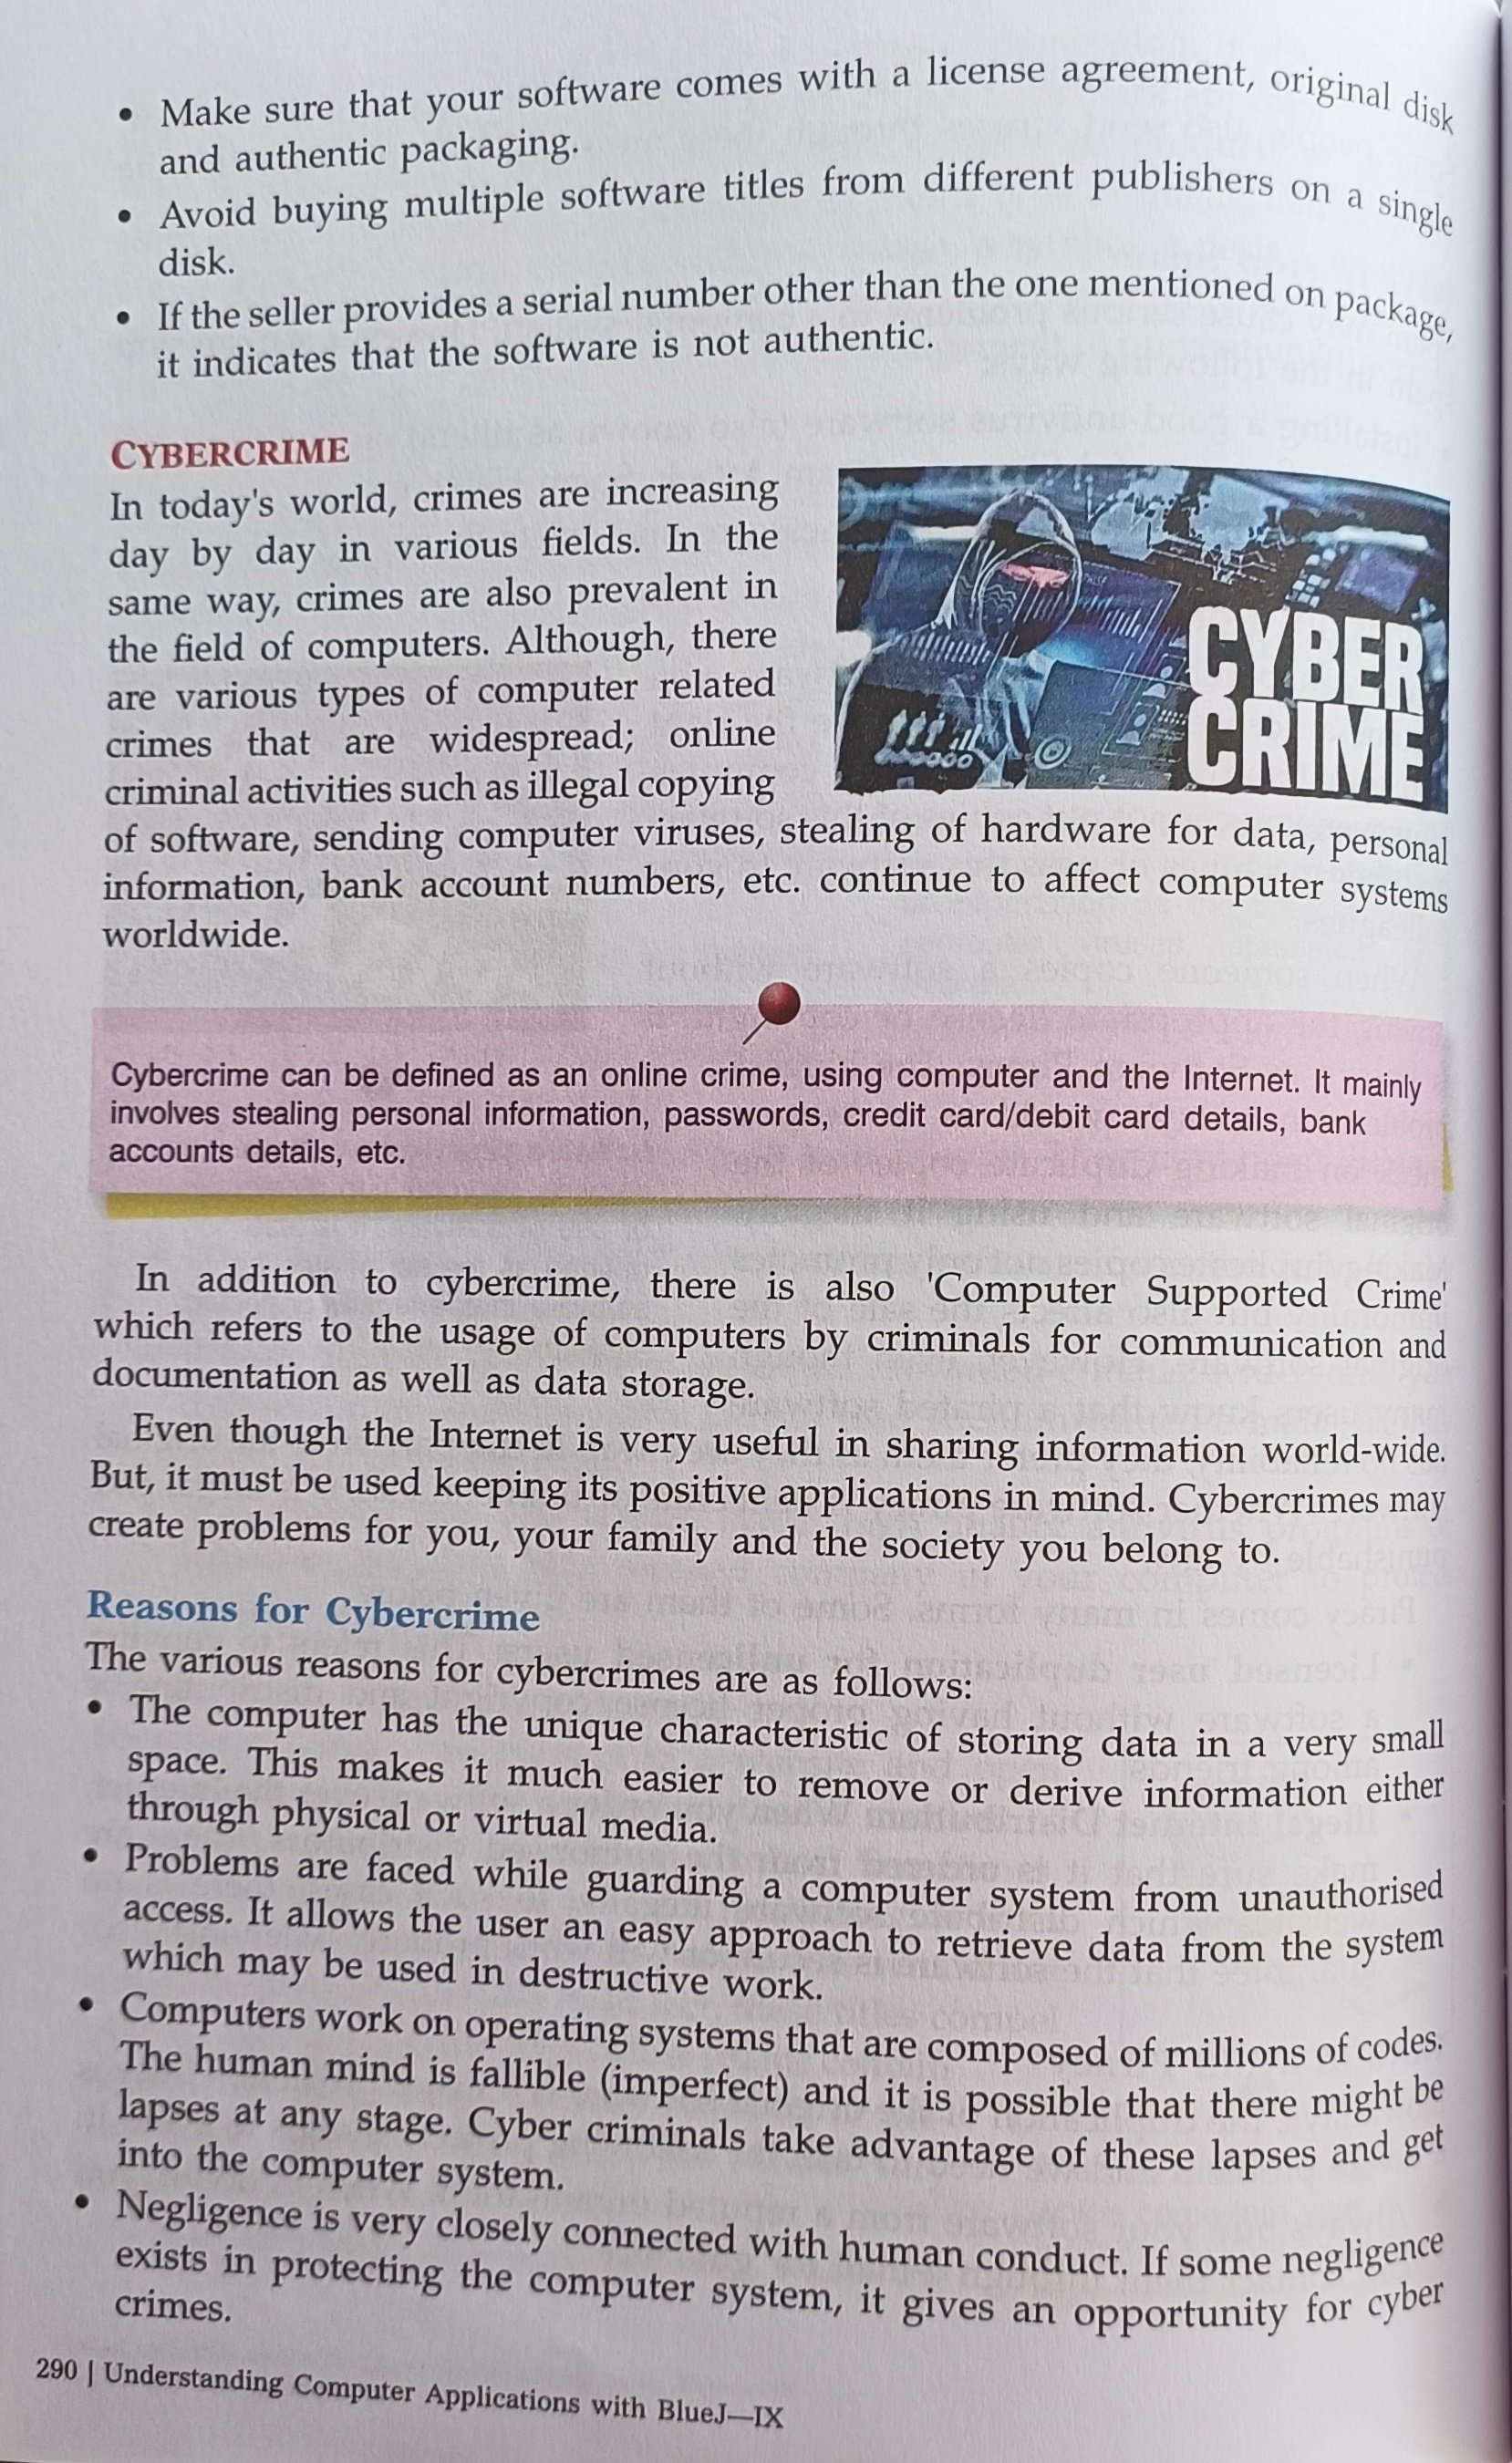 • Make sure that your software comes with a license agreement, original disk
and authentic packaging.
• Avoid buying multiple software titles from different publishers on a single
disk.
• If the seller provides a serial number other than the one mentioned on package,
it indicates that the software is not authentic.
CYBERCRIME
In today's world, crimes are increasing
day by day in various fields. In the
same way, crimes are also prevalent in
the field of computers. Although, there
are various types of computer related
crimes that are widespread; online
criminal activities such as illegal copying
CYBER
CRIME
of software, sending computer viruses, stealing of hardware for data, personal
information, bank account numbers, etc. continue to affect computer systems
worldwide.
Cybercrime can be defined as an online crime, using computer and the Internet. It mainly
involves stealing personal information, passwords, credit card/debit card details, bank
accounts details, etc.
In addition to cybercrime, there is also 'Computer Supported Crime'
which refers to the usage of computers by criminals for communication and
documentation as well as data storage.
Even though the Internet is very useful in sharing information world-wide.
But, it must be used keeping its positive applications in mind. Cybercrimes may
create problems for you, your family and the society you belong to.
Reasons for Cybercrime
The various reasons for cybercrimes are as follows:
• The computer has the unique characteristic of storing data in a very small
space. This makes it much easier to remove or derive information either
through physical or virtual media.
• Problems are faced while guarding a computer system from unauthorised
access. It allows the user an easy approach to retrieve data from the system
which may be used in destructive work.
• Computers work on operating systems that are composed of millions of codes.
The human mind is fallible (imperfect) and it is possible that there might be
lapses at any stage. Cyber criminals take advantage of these lapses and get
into the computer system.
• Negligence is very closely connected with human conduct. If some negligence
exists in protecting the computer system, it gives an opportunity for cyber
crimes.
290 | Understanding Computer Applications with BlueJ—IX